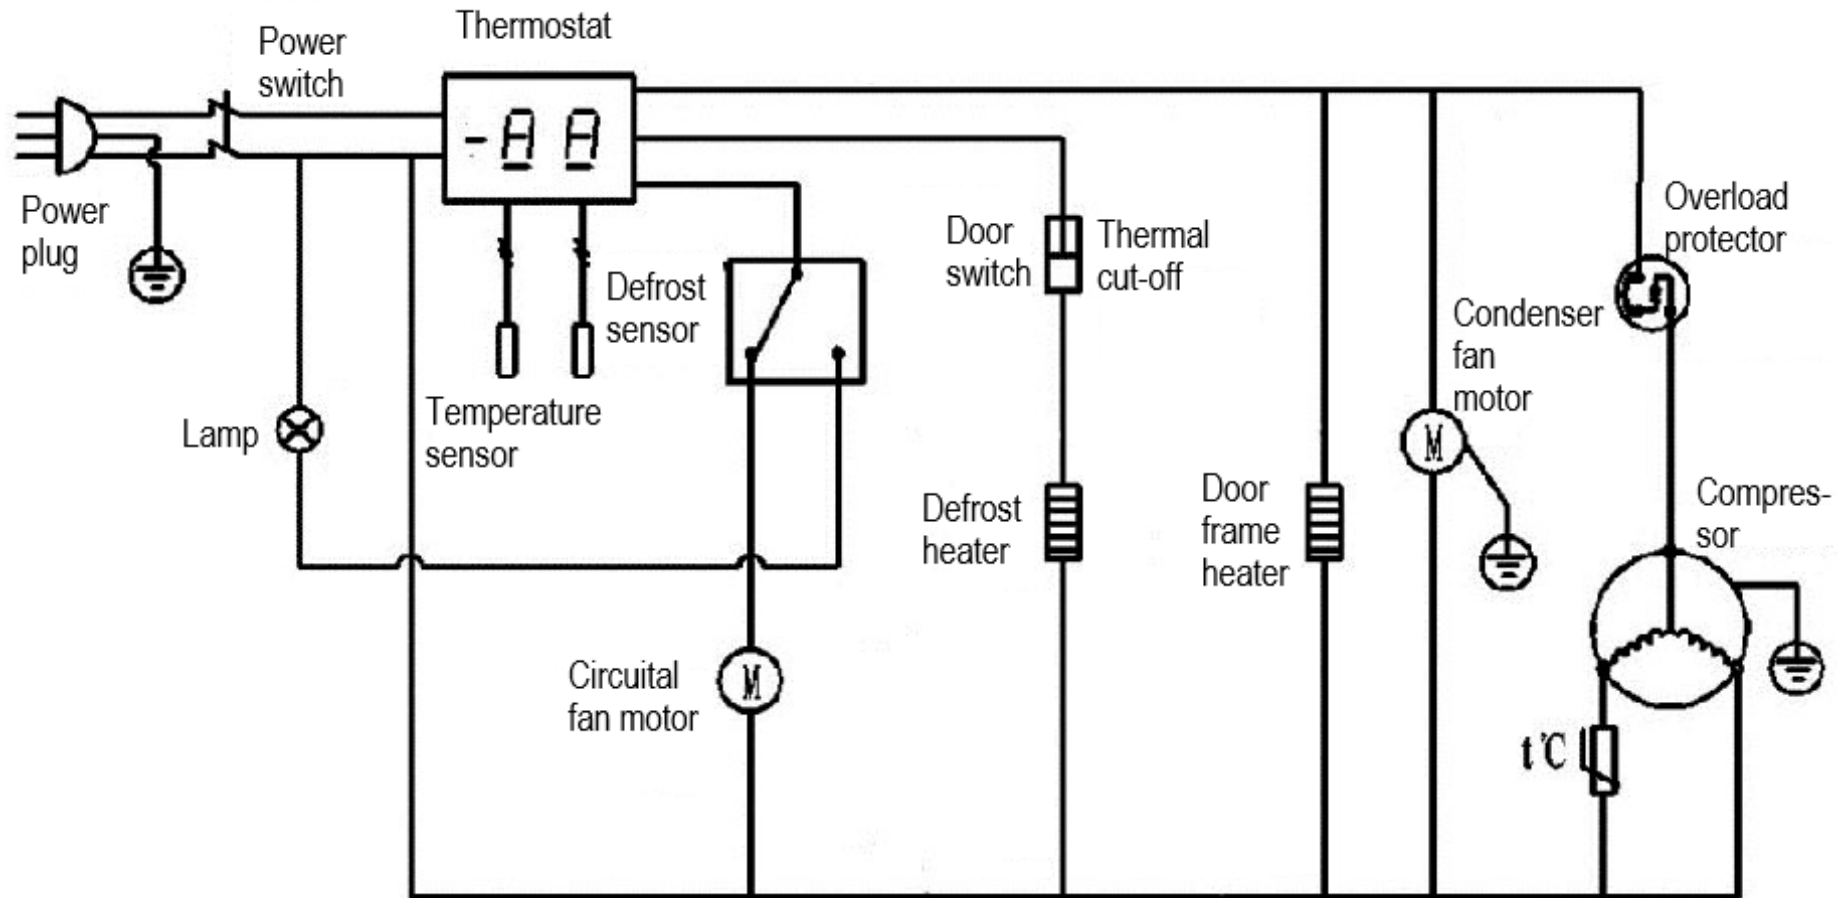 Thermostat
Power
switch
-88
Power
plug
Defrost
sensor
Temperature
sensor
Lamp
Door
switch
Thermal
cut-off
Overload
protector
Condenser
fan
motor
M
Defrost
heater
Door
frame
heater
Compres-
sor
Circuital
fan motor
M
t℃